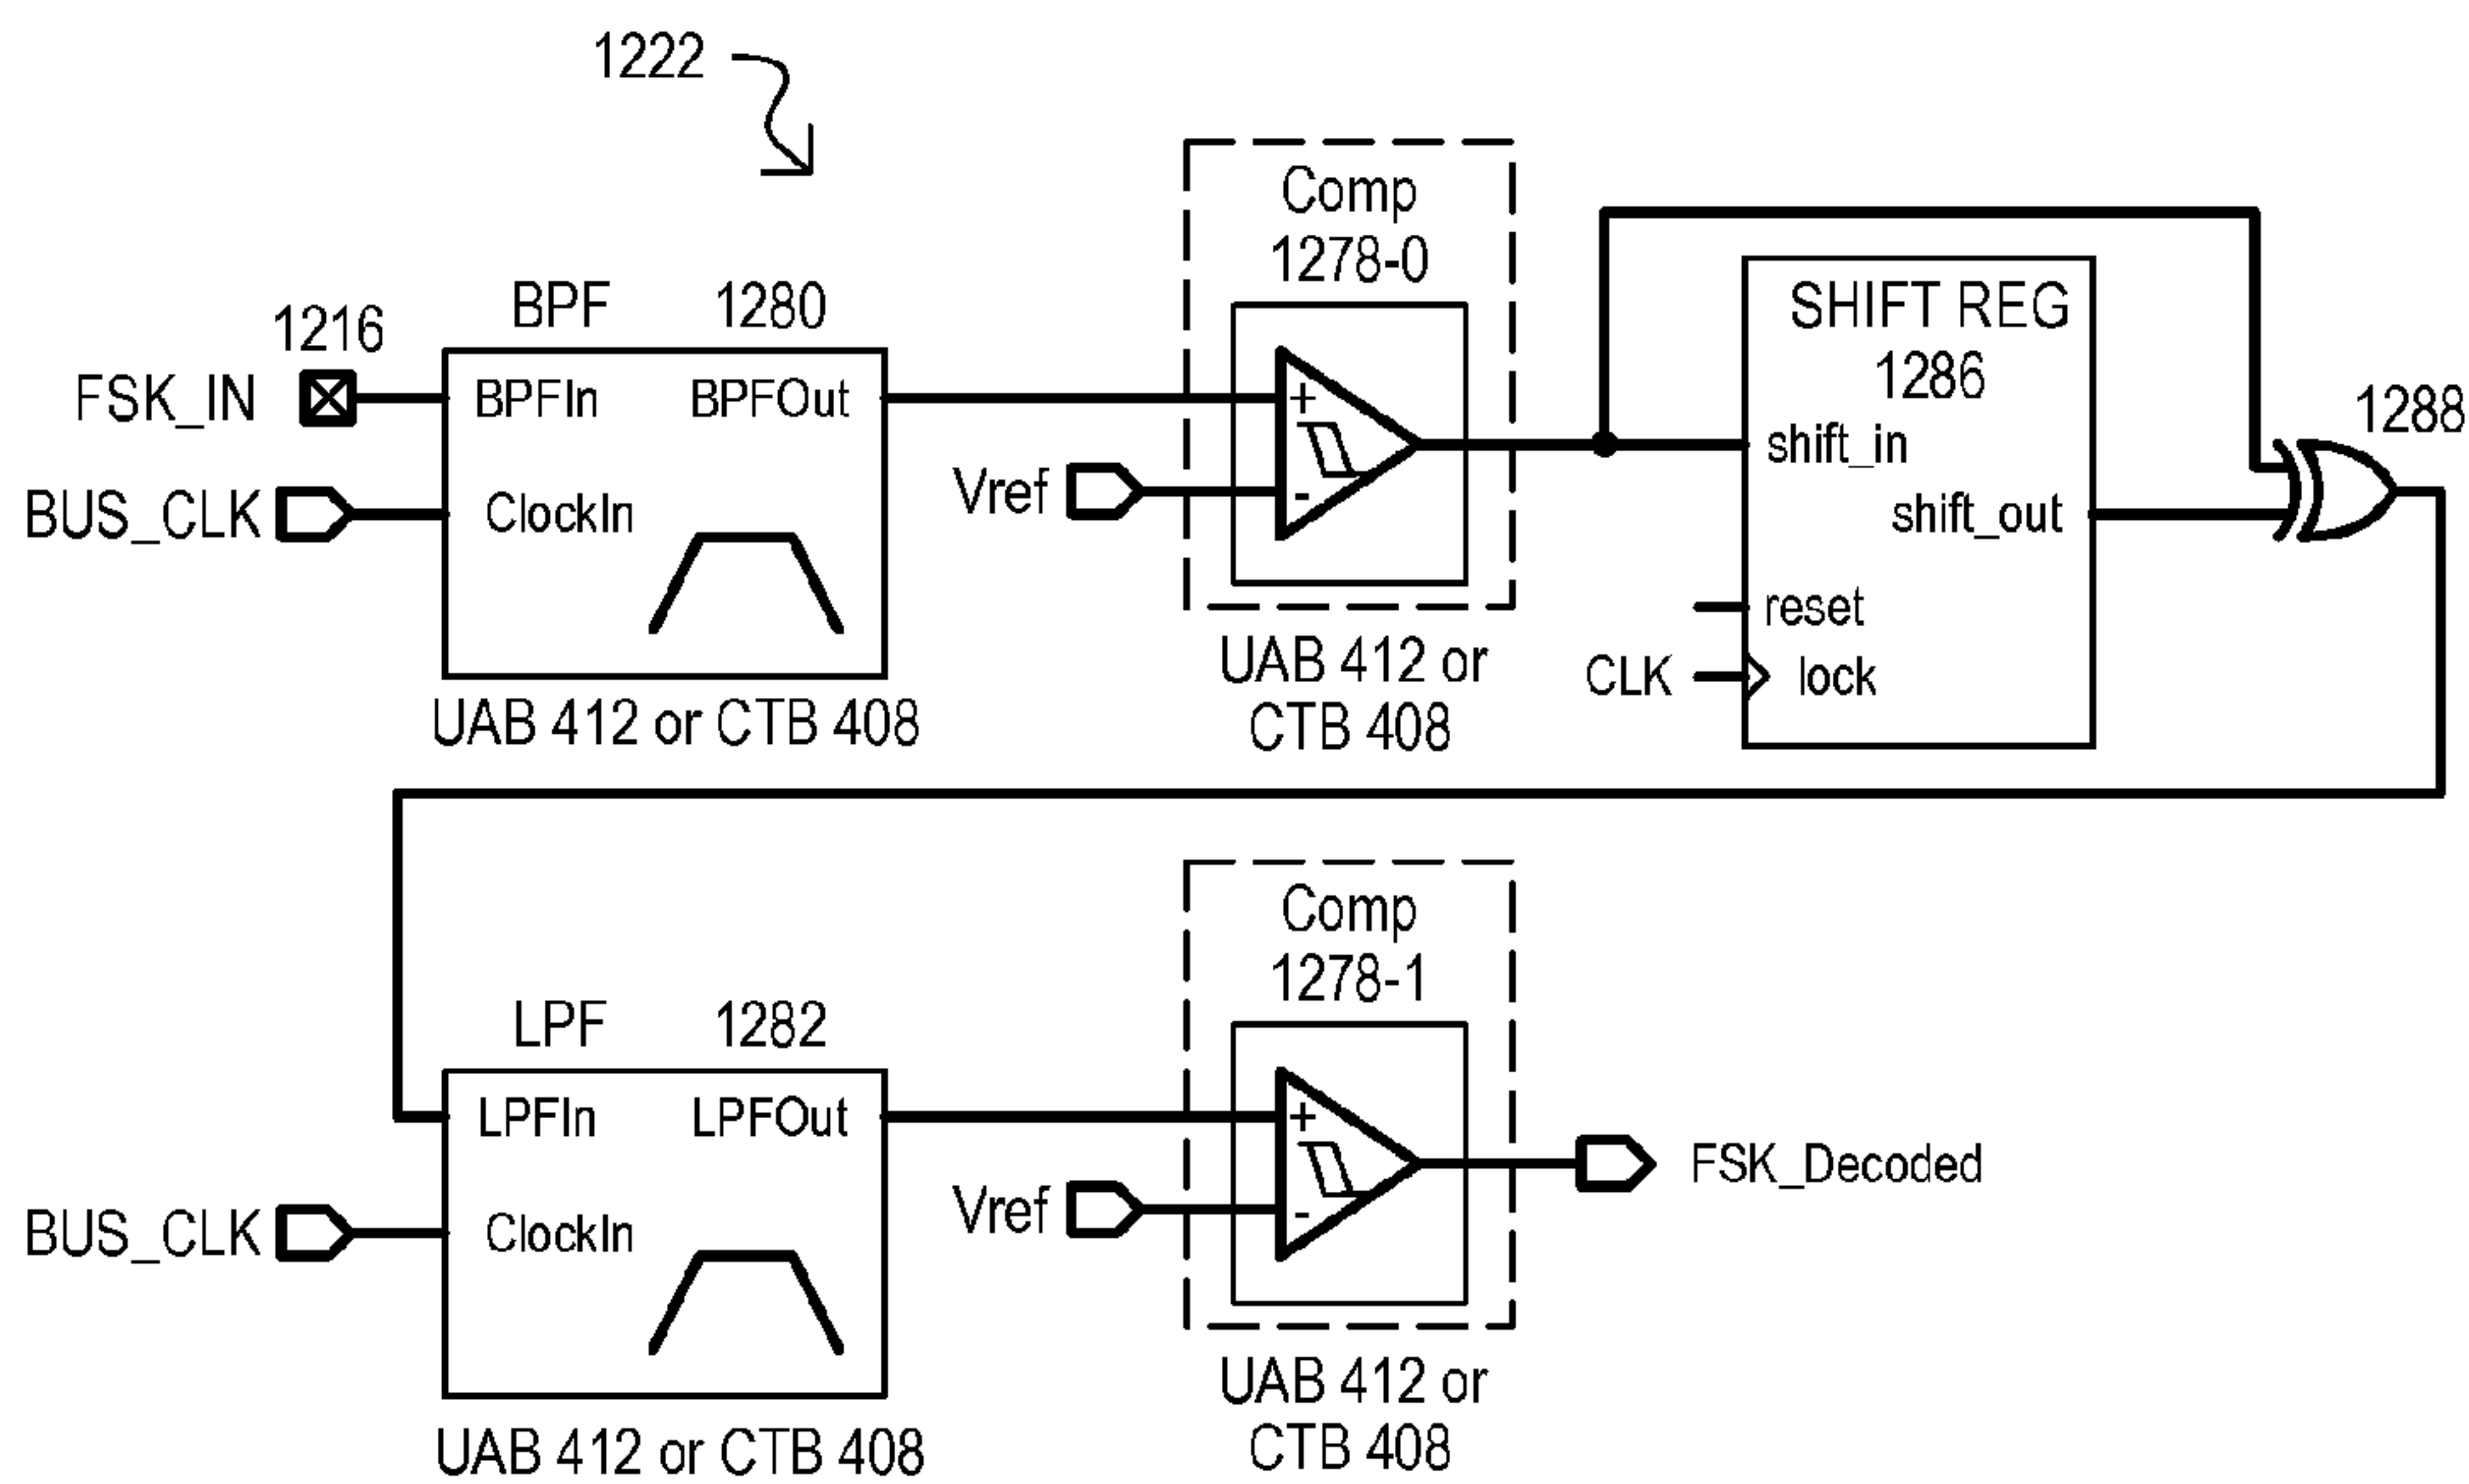 1222
Comp
1278-0
BPF 1280
1216
FSK_IN
BPFIn BPFOut
BUS_CLK
ClockIn
+
Vref
-
UAB 412 or CTB 408
UAB 412 or
CTB 408
SHIFT REG
1286
shift_in
shift_out
reset
CLK
lock
1288
Comp
1278-1
LPF 1282
LPFIn LPFOut
BUS_CLK
ClockIn
+
Vref
-
FSK_Decoded
UAB 412 or CTB 408
UAB 412 or
CTB 408